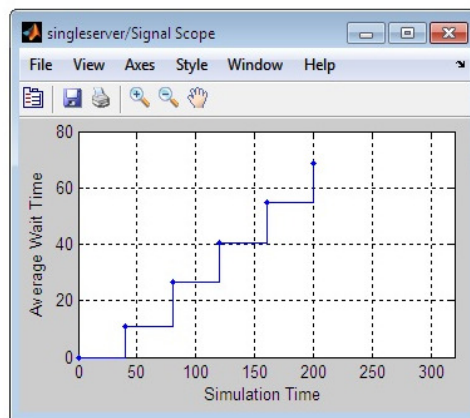 singleserver/Signal Scope
File View Axes Style Window Help
80
60
40
20
0
Average Wait Time
0 50 100 150 200 250 300
Simulation Time